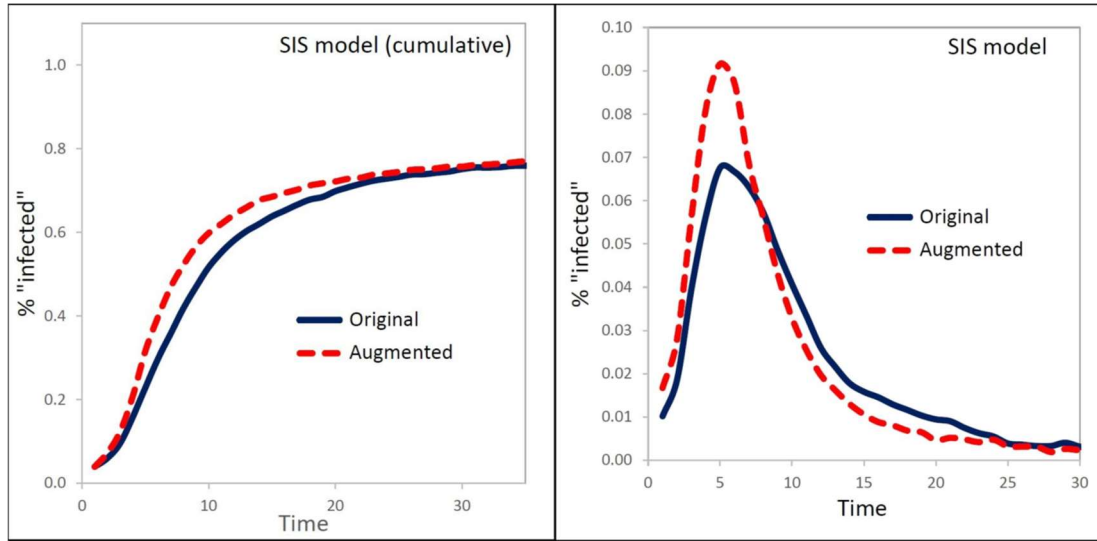 SIS model (cumulative)
1.0
0.8
0.6
0.4
0.2
0.0
% "infected"
Original
Augmented
0
10
20
30
Time
SIS model
0.10
0.09
0.08
0.07
0.06
0.05
0.04
0.03
0.02
0.01
0.00
% "infected"
Original
Augmented
0
5
10
15
20
25
30
Time